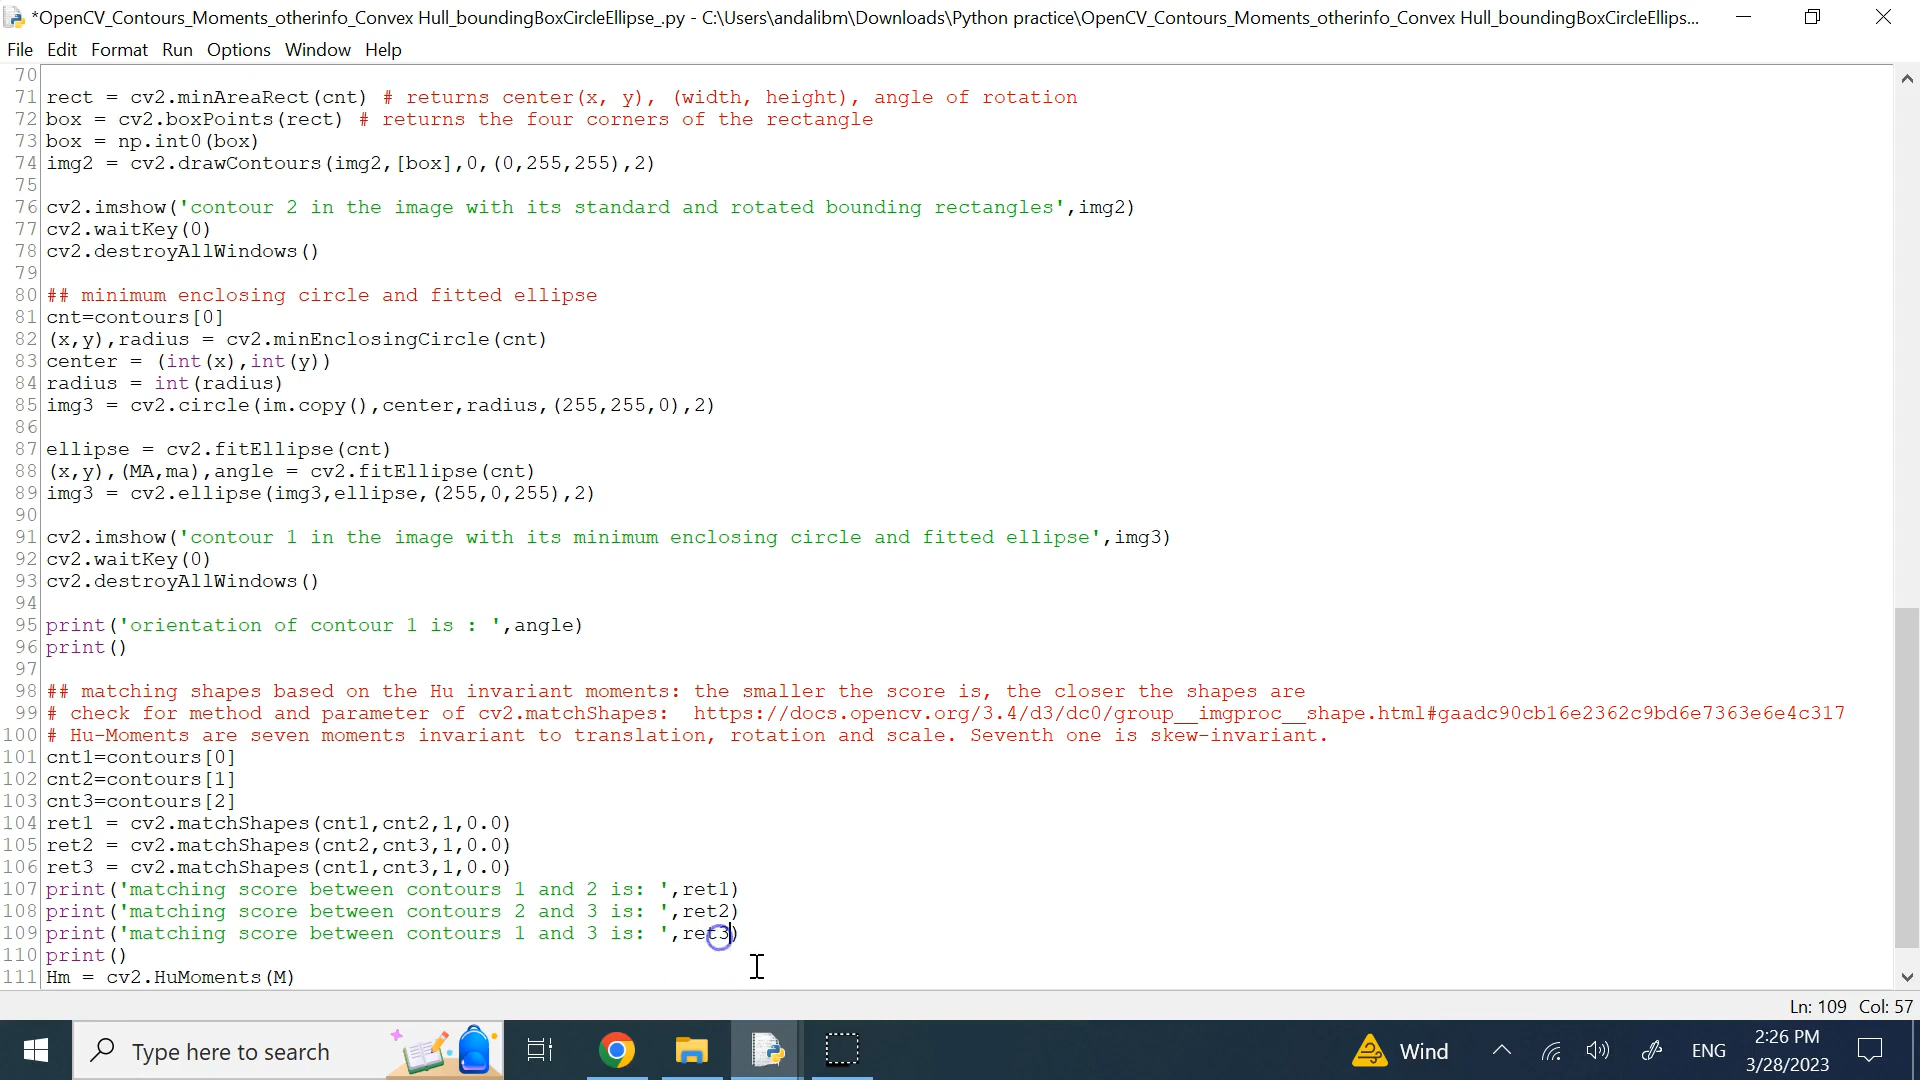 *OpenCV_Contours_Moments_otherinfo_Convex Hull_boundingBoxCircleEllipse_.py - C:\Users\andalibm\Downloads\Python practice\OpenCV_Contours_Moments_otherinfo_Convex Hull_boundingBoxCircleEllips...
File Edit Format Run Options Window Help
70
71 rect = cv2.minAreaRect(cnt) # returns center(x, y), (width, height), angle of rotation
72 box = cv2.boxPoints(rect) # returns the four corners of the rectangle
73 box = np.int0(box)
74 img2 = cv2.drawContours(img2,[box],0,(0,255,255),2)
75
76 cv2.imshow('contour 2 in the image with its standard and rotated bounding rectangles',img2)
77 cv2.waitKey(0)
78 cv2.destroyAllWindows()
79
80 ## minimum enclosing circle and fitted ellipse
81 cnt=contours[0]
82 (x,y),radius = cv2.minEnclosingCircle(cnt)
83 center = (int(x),int(y))
84 radius = int(radius)
85 img3 = cv2.circle(im.copy(),center,radius,(255,255,0),2)
86
87 ellipse = cv2.fitEllipse(cnt)
88 (x,y),(MA,ma),angle = cv2.fitEllipse(cnt)
89 img3 = cv2.ellipse(img3,ellipse,(255,0,255),2)
90
91 cv2.imshow('contour 1 in the image with its minimum enclosing circle and fitted ellipse',img3)
92 cv2.waitKey(0)
93 cv2.destroyAllWindows()
94
95 print('orientation of contour 1 is : ',angle)
96 print()
97
98 ## matching shapes based on the Hu invariant moments: the smaller the score is, the closer the shapes are
99 # check for method and parameter of cv2.matchShapes:  https://docs.opencv.org/3.4/d3/dc0/group__imgproc__shape.html#gaadc90cb16e2362c9bd6e7363e6e4c317
100 # Hu-Moments are seven moments invariant to translation, rotation and scale. Seventh one is skew-invariant.
101 cnt1=contours[0]
102 cnt2=contours[1]
103 cnt3=contours[2]
104 ret1 = cv2.matchShapes(cnt1,cnt2,1,0.0)
105 ret2 = cv2.matchShapes(cnt2,cnt3,1,0.0)
106 ret3 = cv2.matchShapes(cnt1,cnt3,1,0.0)
107 print('matching score between contours 1 and 2 is: ',ret1)
108 print('matching score between contours 2 and 3 is: ',ret2)
109 print('matching score between contours 1 and 3 is: ',ret3)
110 print()
111 Hm = cv2.HuMoments(M)
Ln: 109 Col: 57
Type here to search
Wind
ENG
2:26 PM
3/28/2023